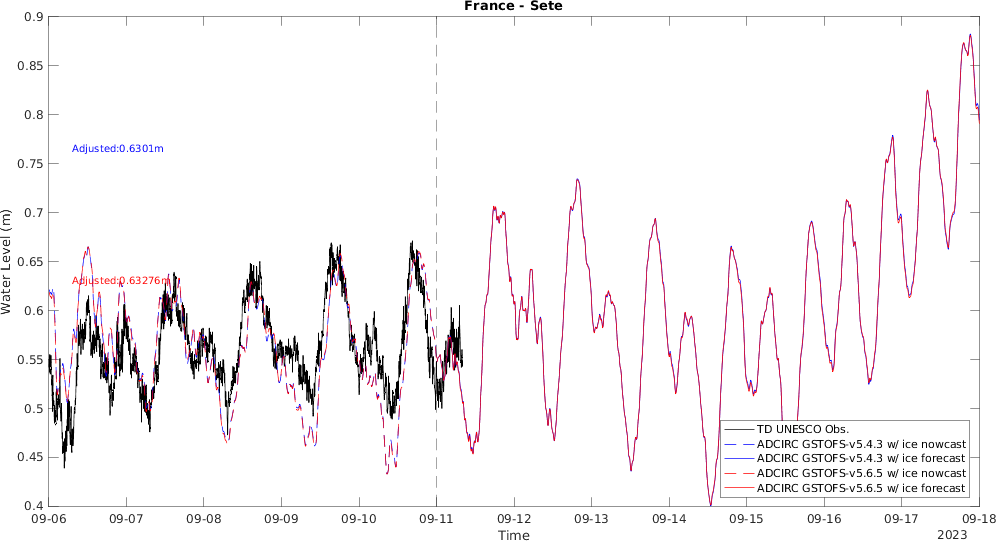 France - Sete
0.9
0.85
0.8
0.75
0.7
0.65
0.6
0.55
0.5
0.45
0.4
Water Level (m)
Adjusted:0.6301m
Adjusted:0.63276m
TD UNESCO Obs.
ADCIRC GSTOFS-v5.4.3 w/ ice nowcast
ADCIRC GSTOFS-v5.4.3 w/ ice forecast
ADCIRC GSTOFS-v5.6.5 w/ ice nowcast
ADCIRC GSTOFS-v5.6.5 w/ ice forecast
09-06 09-07 09-08 09-09 09-10 09-11 09-12 09-13 09-14 09-15 09-16 09-17 09-18
Time
2023